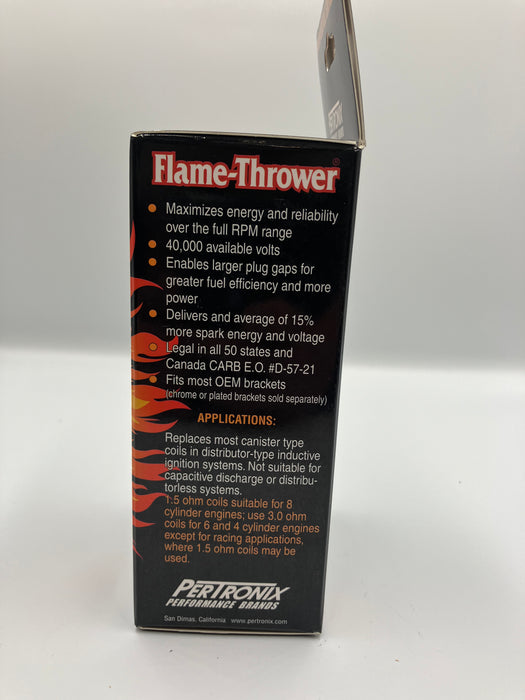 Flame-Thrower®
• Maximizes energy and reliability
over the full RPM range
• 40,000 available volts
• Enables larger plug gaps for
greater fuel efficiency and more
power
• Delivers and average of 15%
more spark energy and voltage
• Legal in all 50 states and
Canada CARB E.O. #D-57-21
• Fits most OEM brackets
(chrome or plated brackets sold separately)
APPLICATIONS:
Replaces most canister type
coils in distributor-type inductive
ignition systems. Not suitable for
capacitive discharge or distribu-
torless systems.
1.5 ohm coils suitable for 8
cylinder engines; use 3.0 ohm
coils for 6 and 4 cylinder engines
except for racing applications,
where 1.5 ohm coils may be
used.
PERTRONIX
PERFORMANCE BRANDS
San Dimas, California www.pertronix.com